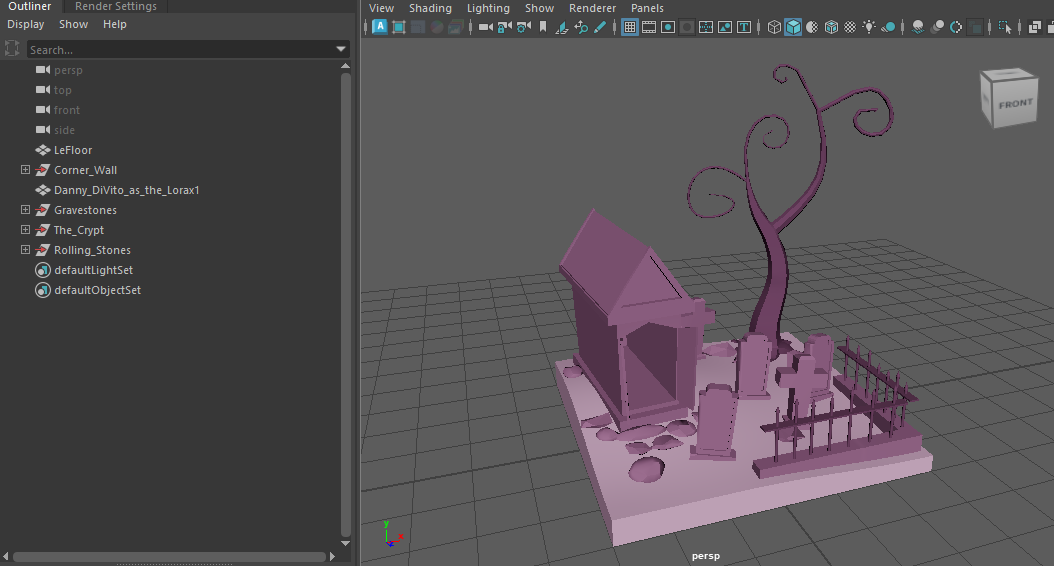 Outliner
Render Settings
Display Show Help
Search...
persp
top
front
side
LeFloor
Corner_Wall
Danny_DiVito_as_the_Lorax1
Gravestones
The_Crypt
Rolling_Stones
defaultLightSet
defaultObjectSet
View Shading Lighting Show Renderer Panels
A
T
FRONT
y
x
z
persp